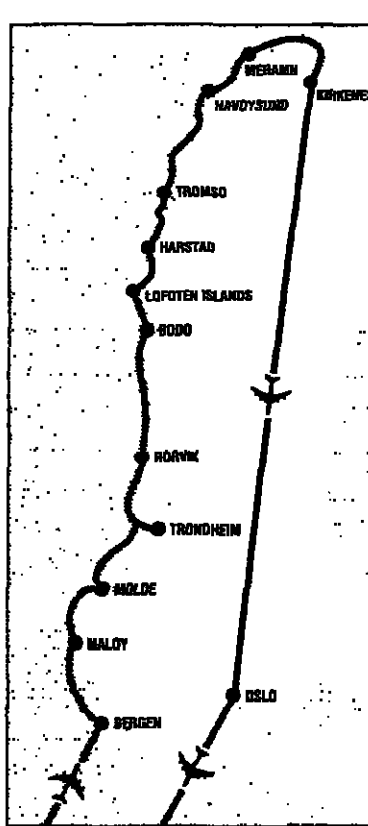 MEHAMN
KIRKENES
HAVOYSUND
TROMSO
HARSTAD
LOFOTEN ISLANDS
BODO
RORVIK
TRONDHEIM
MOLDE
MALOY
OSLO
BERGEN